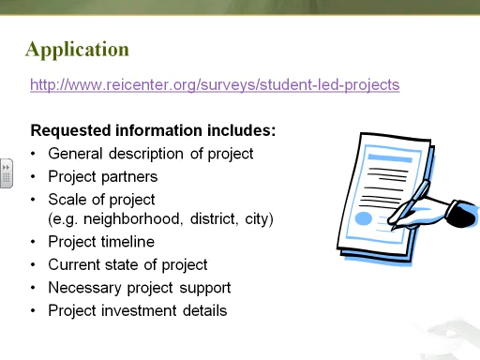 Application
http://www.reicenter.org/surveys/student-led-projects
Requested information includes:
• General description of project
• Project partners
• Scale of project
(e.g. neighborhood, district, city)
• Project timeline
• Current state of project
• Necessary project support
• Project investment details